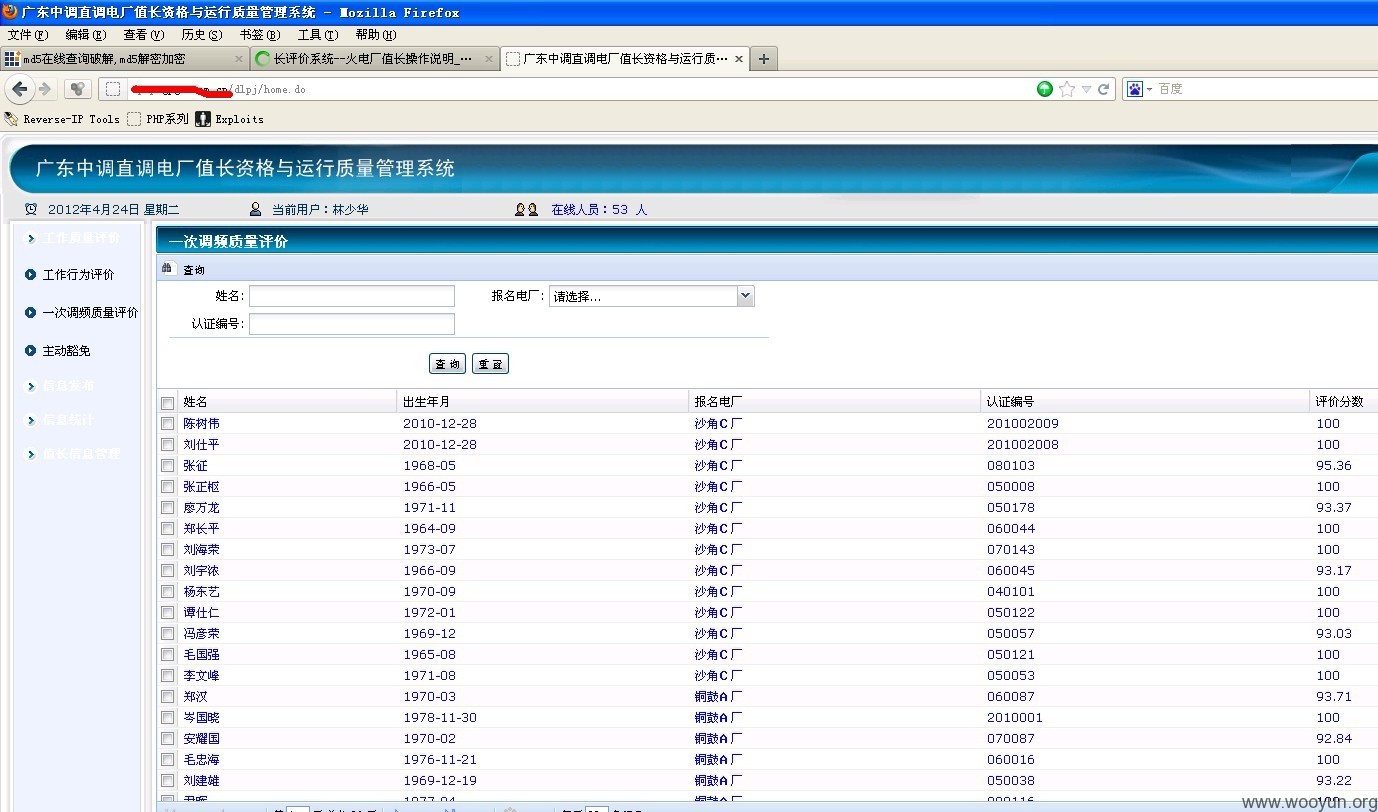 广东中调直调电厂值长资格与运行质量管理系统 - Mozilla Firefox
文件(F) 编辑(E) 查看(V) 历史(S) 书签(B) 工具(T) 帮助(H)
md5在线查询破解,md5解密加密 长评价系统--火电厂值长操作说明_... 广东中调直调电厂值长资格与运行质...
/dlpj/home.do 百度
Reverse-IP Tools PHP系列 Exploits
广东中调直调电厂值长资格与运行质量管理系统
2012年4月24日 星期二 当前用户：林少华 在线人员：53 人
工作质量评价
工作行为评价
一次调频质量评价
主动豁免
信息发布
信息统计
值长信息管理
一次调频质量评价
查询
姓名: 报名电厂: 请选择...
认证编号:
查询 重置
姓名 出生年月 报名电厂 认证编号 评价分数
陈树伟 2010-12-28 沙角C厂 201002009 100
刘仕平 2010-12-28 沙角C厂 201002008 100
张征 1968-05 沙角C厂 080103 95.36
张正枢 1966-05 沙角C厂 050008 100
廖万龙 1971-11 沙角C厂 050178 93.37
郑长平 1964-09 沙角C厂 060044 100
刘海荣 1973-07 沙角C厂 070143 100
刘宇浓 1966-09 沙角C厂 060045 93.17
杨东艺 1970-09 沙角C厂 040101 100
谭仕仁 1972-01 沙角C厂 050122 100
冯彦荣 1969-12 沙角C厂 050057 93.03
毛国强 1965-08 沙角C厂 050121 100
李文峰 1971-08 沙角C厂 050053 100
郑汉 1970-03 铜鼓A厂 060087 93.71
岑国晓 1978-11-30 铜鼓A厂 2010001 100
安耀国 1970-02 铜鼓A厂 070087 92.84
毛忠海 1976-11-21 铜鼓A厂 060016 100
刘建雄 1969-12-19 铜鼓A厂 050038 93.22
1977-04 铜鼓A厂 090116
www.wooyun.org